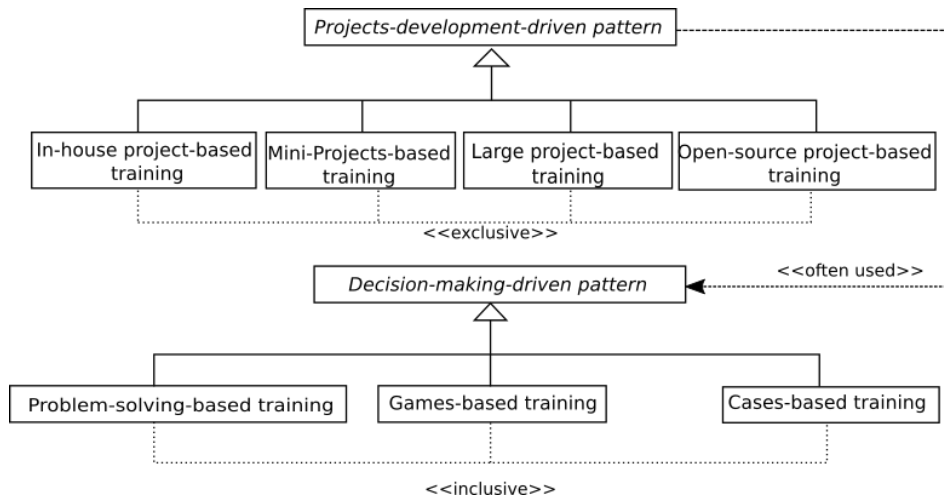 Projects-development-driven pattern
In-house project-based
training
Mini-Projects-based
training
Large project-based
training
Open-source project-based
training
<<exclusive>>
<<often used>>
Decision-making-driven pattern
Problem-solving-based training
Games-based training
Cases-based training
<<inclusive>>